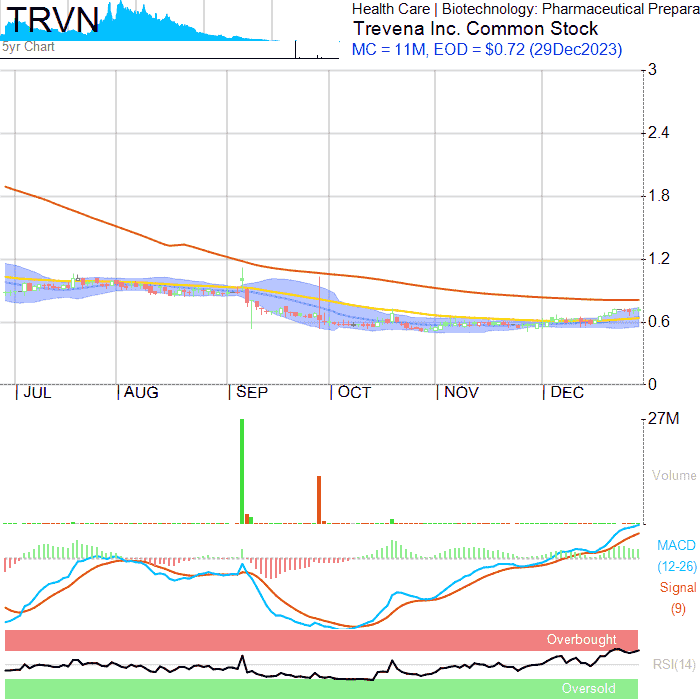 TRVN
5yr Chart
Health Care | Biotechnology: Pharmaceutical Prepara
Trevena Inc. Common Stock
MC = 11M, EOD = $0.72 (29Dec2023)
3
2.4
1.8
1.2
0.6
0
JUL AUG SEP OCT NOV DEC
27M
Volume
MACD
(12-26)
Signal
(9)
Overbought
RSI(14)
Oversold